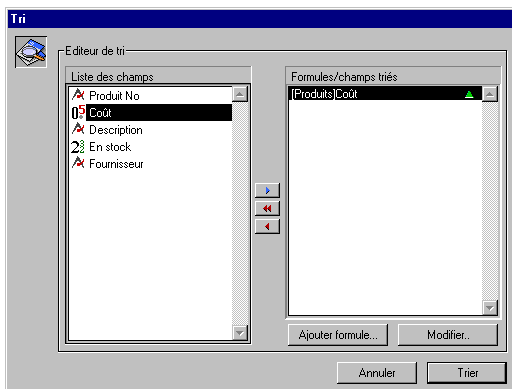 Tri
Editeur de tri
Liste des champs
Produit No
Coût
Description
En stock
Fournisseur
Formules/champs triés
[Produits]Coût
Ajouter formule...
Modifier..
Annuler
Trier